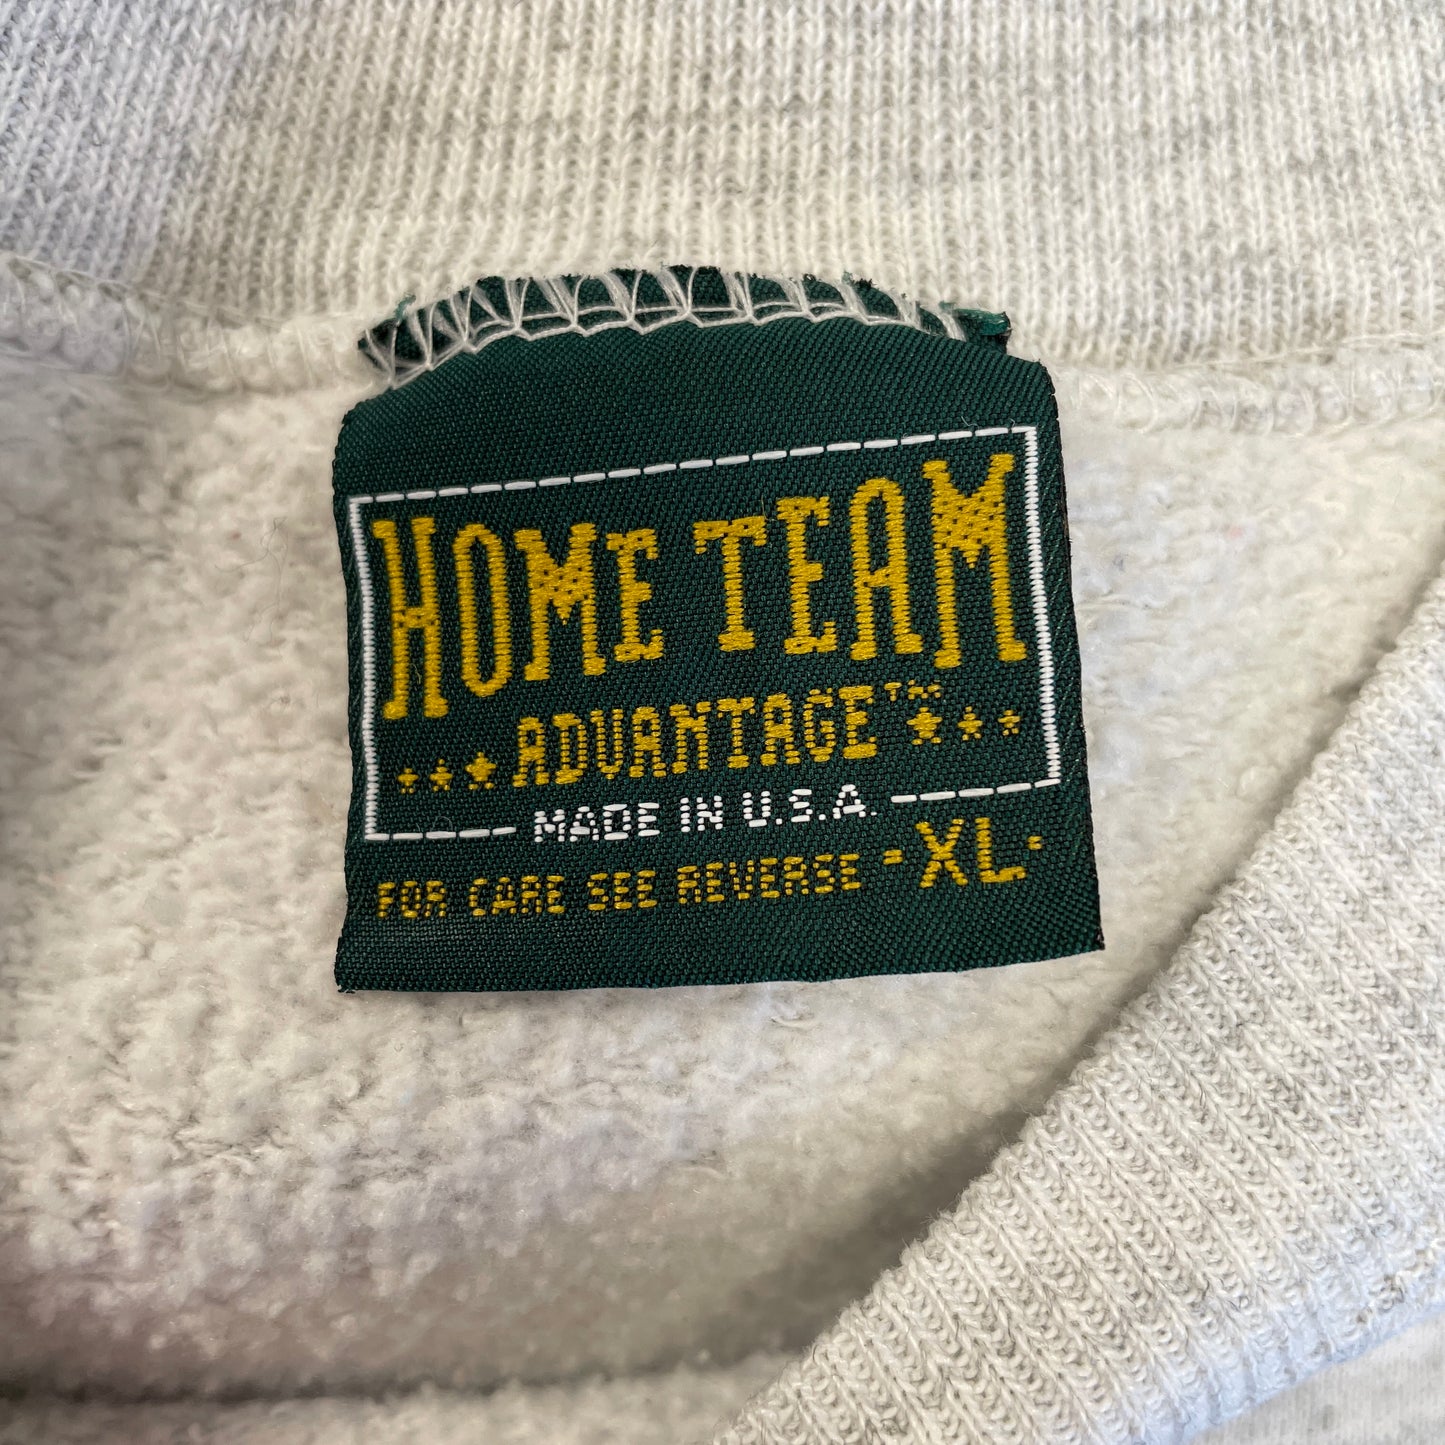 HOME TEAM
ADVANTAGE™
MADE IN U.S.A.
FOR CARE SEE REVERSE -XL-